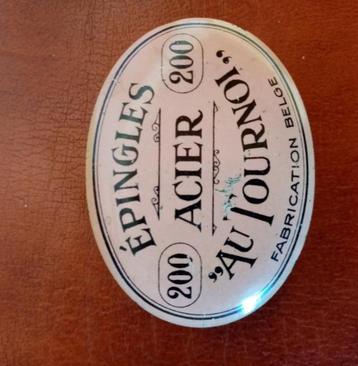 ÉPINGLES
200 ACIER 200
„AU TOURNOI”
FABRICATION BELGE